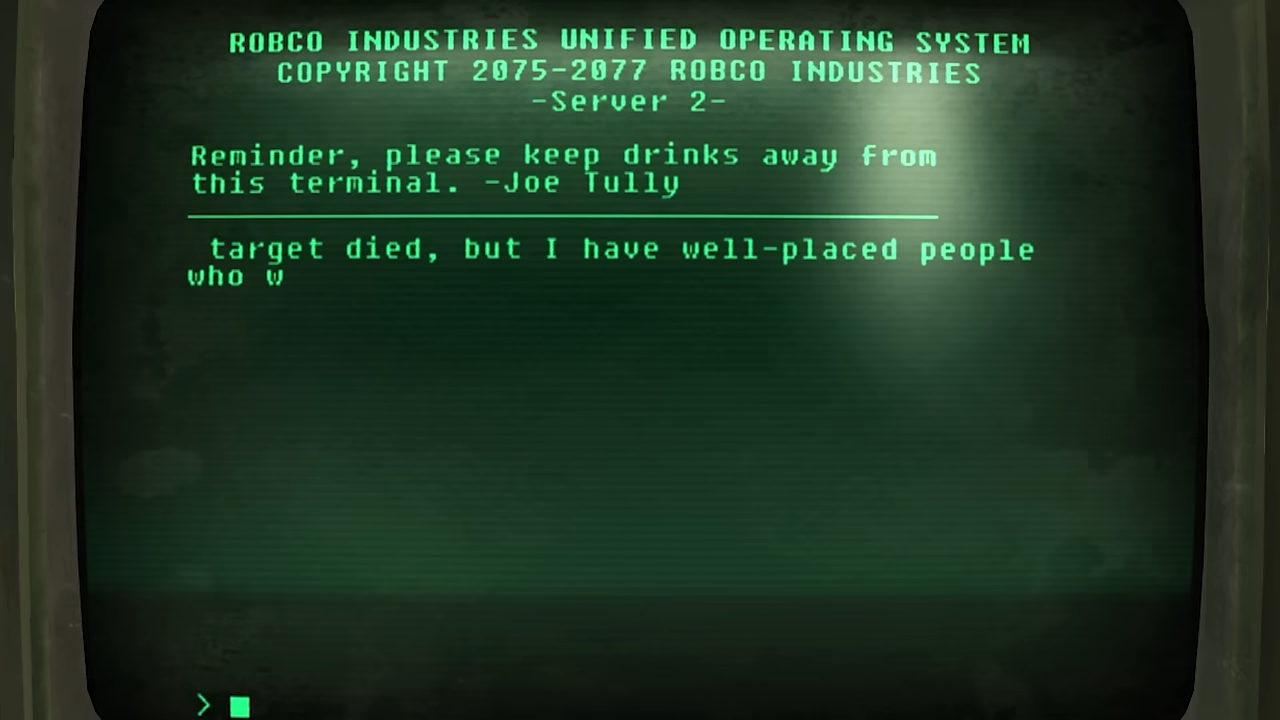 ROBCO INDUSTRIES UNIFIED OPERATING SYSTEM
COPYRIGHT 2075-2077 ROBCO INDUSTRIES
-Server 2-
Reminder, please keep drinks away from
this terminal. -Joe Tully
target died, but I have well-placed people
who w
>